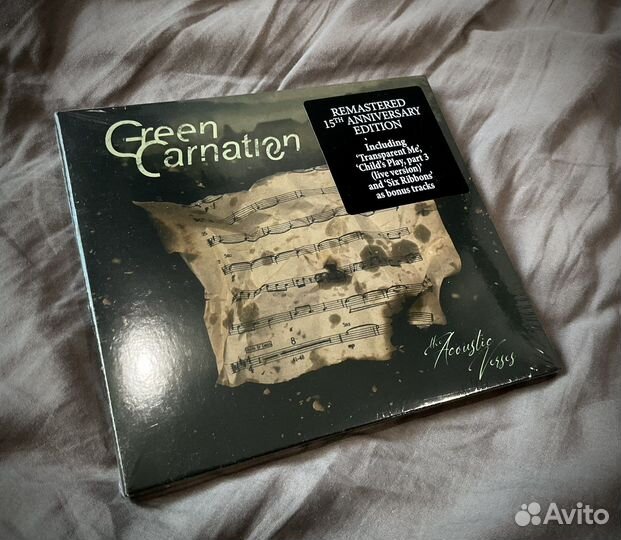 Green
Carnation
REMASTERED
15TH ANNIVERSARY
EDITION
Including
'Transparent Me',
'Child's Play, part 3
(live version)'
and 'Six Ribbons'
as bonus tracks
the Acoustic
Verses
Avito